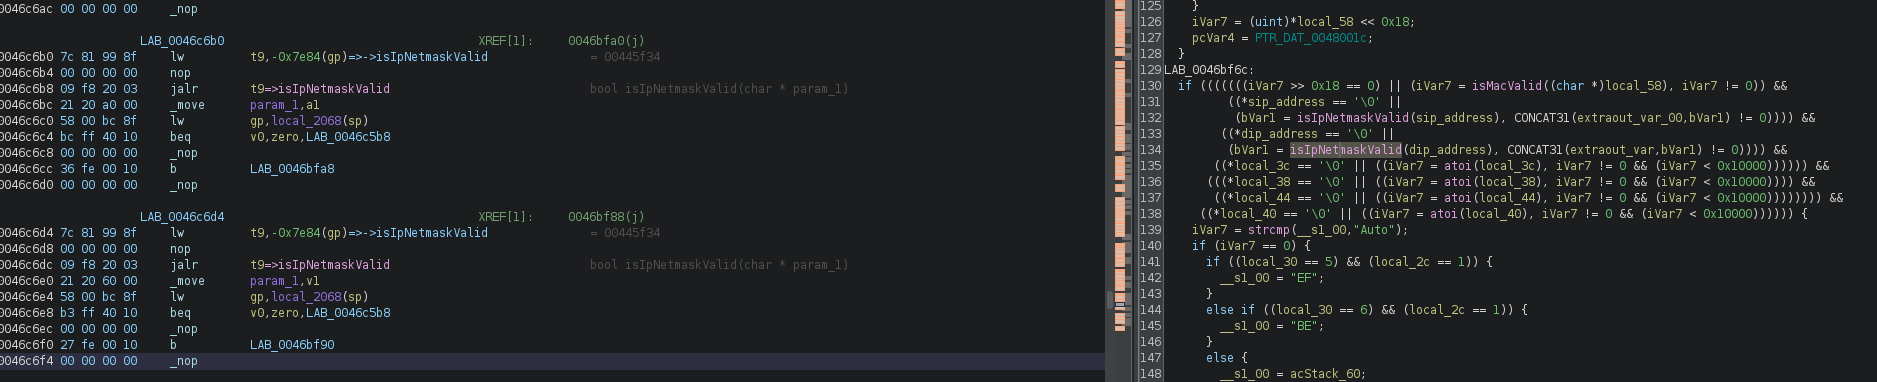 0046c6ac 00 00 00 00 _nop
LAB_0046c6b0 XREF[1]: 0046bfa0(j)
0046c6b0 7c 81 99 8f lw t9,-0x7e84(gp)=>->isIpNetmaskValid = 00445f34
0046c6b4 00 00 00 00 nop
0046c6b8 09 f8 20 03 jalr t9=>isIpNetmaskValid bool isIpNetmaskValid(char * param_1)
0046c6bc 21 20 a0 00 _move param_1,a1
0046c6c0 58 00 bc 8f lw gp,local_2068(sp)
0046c6c4 bc ff 40 10 beq v0,zero,LAB_0046c5b8
0046c6c8 00 00 00 00 _nop
0046c6cc 36 fe 00 10 b LAB_0046bfa8
0046c6d0 00 00 00 00 _nop
LAB_0046c6d4 XREF[1]: 0046bf88(j)
0046c6d4 7c 81 99 8f lw t9,-0x7e84(gp)=>->isIpNetmaskValid = 00445f34
0046c6d8 00 00 00 00 nop
0046c6dc 09 f8 20 03 jalr t9=>isIpNetmaskValid bool isIpNetmaskValid(char * param_1)
0046c6e0 21 20 60 00 _move param_1,v1
0046c6e4 58 00 bc 8f lw gp,local_2068(sp)
0046c6e8 b3 ff 40 10 beq v0,zero,LAB_0046c5b8
0046c6ec 00 00 00 00 _nop
0046c6f0 27 fe 00 10 b LAB_0046bf90
0046c6f4 00 00 00 00 _nop
125 }
126 iVar7 = (uint)*local_58 << 0x18;
127 pcVar4 = PTR_DAT_0048001c;
128 }
129 LAB_0046bf6c:
130 if (((((((iVar7 >> 0x18 == 0) || (iVar7 = isMacValid((char *)local_58), iVar7 != 0)) &&
131 ((*sip_address == '\0' ||
132 (bVar1 = isIpNetmaskValid(sip_address), CONCAT31(extraout_var_00,bVar1) != 0)))) &&
133 ((*dip_address == '\0' ||
134 (bVar1 = isIpNetmaskValid(dip_address), CONCAT31(extraout_var,bVar1) != 0)))) &&
135 ((*local_3c == '\0' || ((iVar7 = atoi(local_3c), iVar7 != 0 && (iVar7 < 0x10000)))))) &&
136 (((*local_38 == '\0' || ((iVar7 = atoi(local_38), iVar7 != 0 && (iVar7 < 0x10000)))) &&
137 ((*local_44 == '\0' || ((iVar7 = atoi(local_44), iVar7 != 0 && (iVar7 < 0x10000)))))))) &&
138 ((*local_40 == '\0' || ((iVar7 = atoi(local_40), iVar7 != 0 && (iVar7 < 0x10000)))))) {
139 iVar7 = strcmp(__s1_00,"Auto");
140 if (iVar7 == 0) {
141 if ((local_30 == 5) && (local_2c == 1)) {
142 __s1_00 = "EF";
143 }
144 else if ((local_30 == 6) && (local_2c == 1)) {
145 __s1_00 = "BE";
146 }
147 else {
148 __s1_00 = acStack_60;